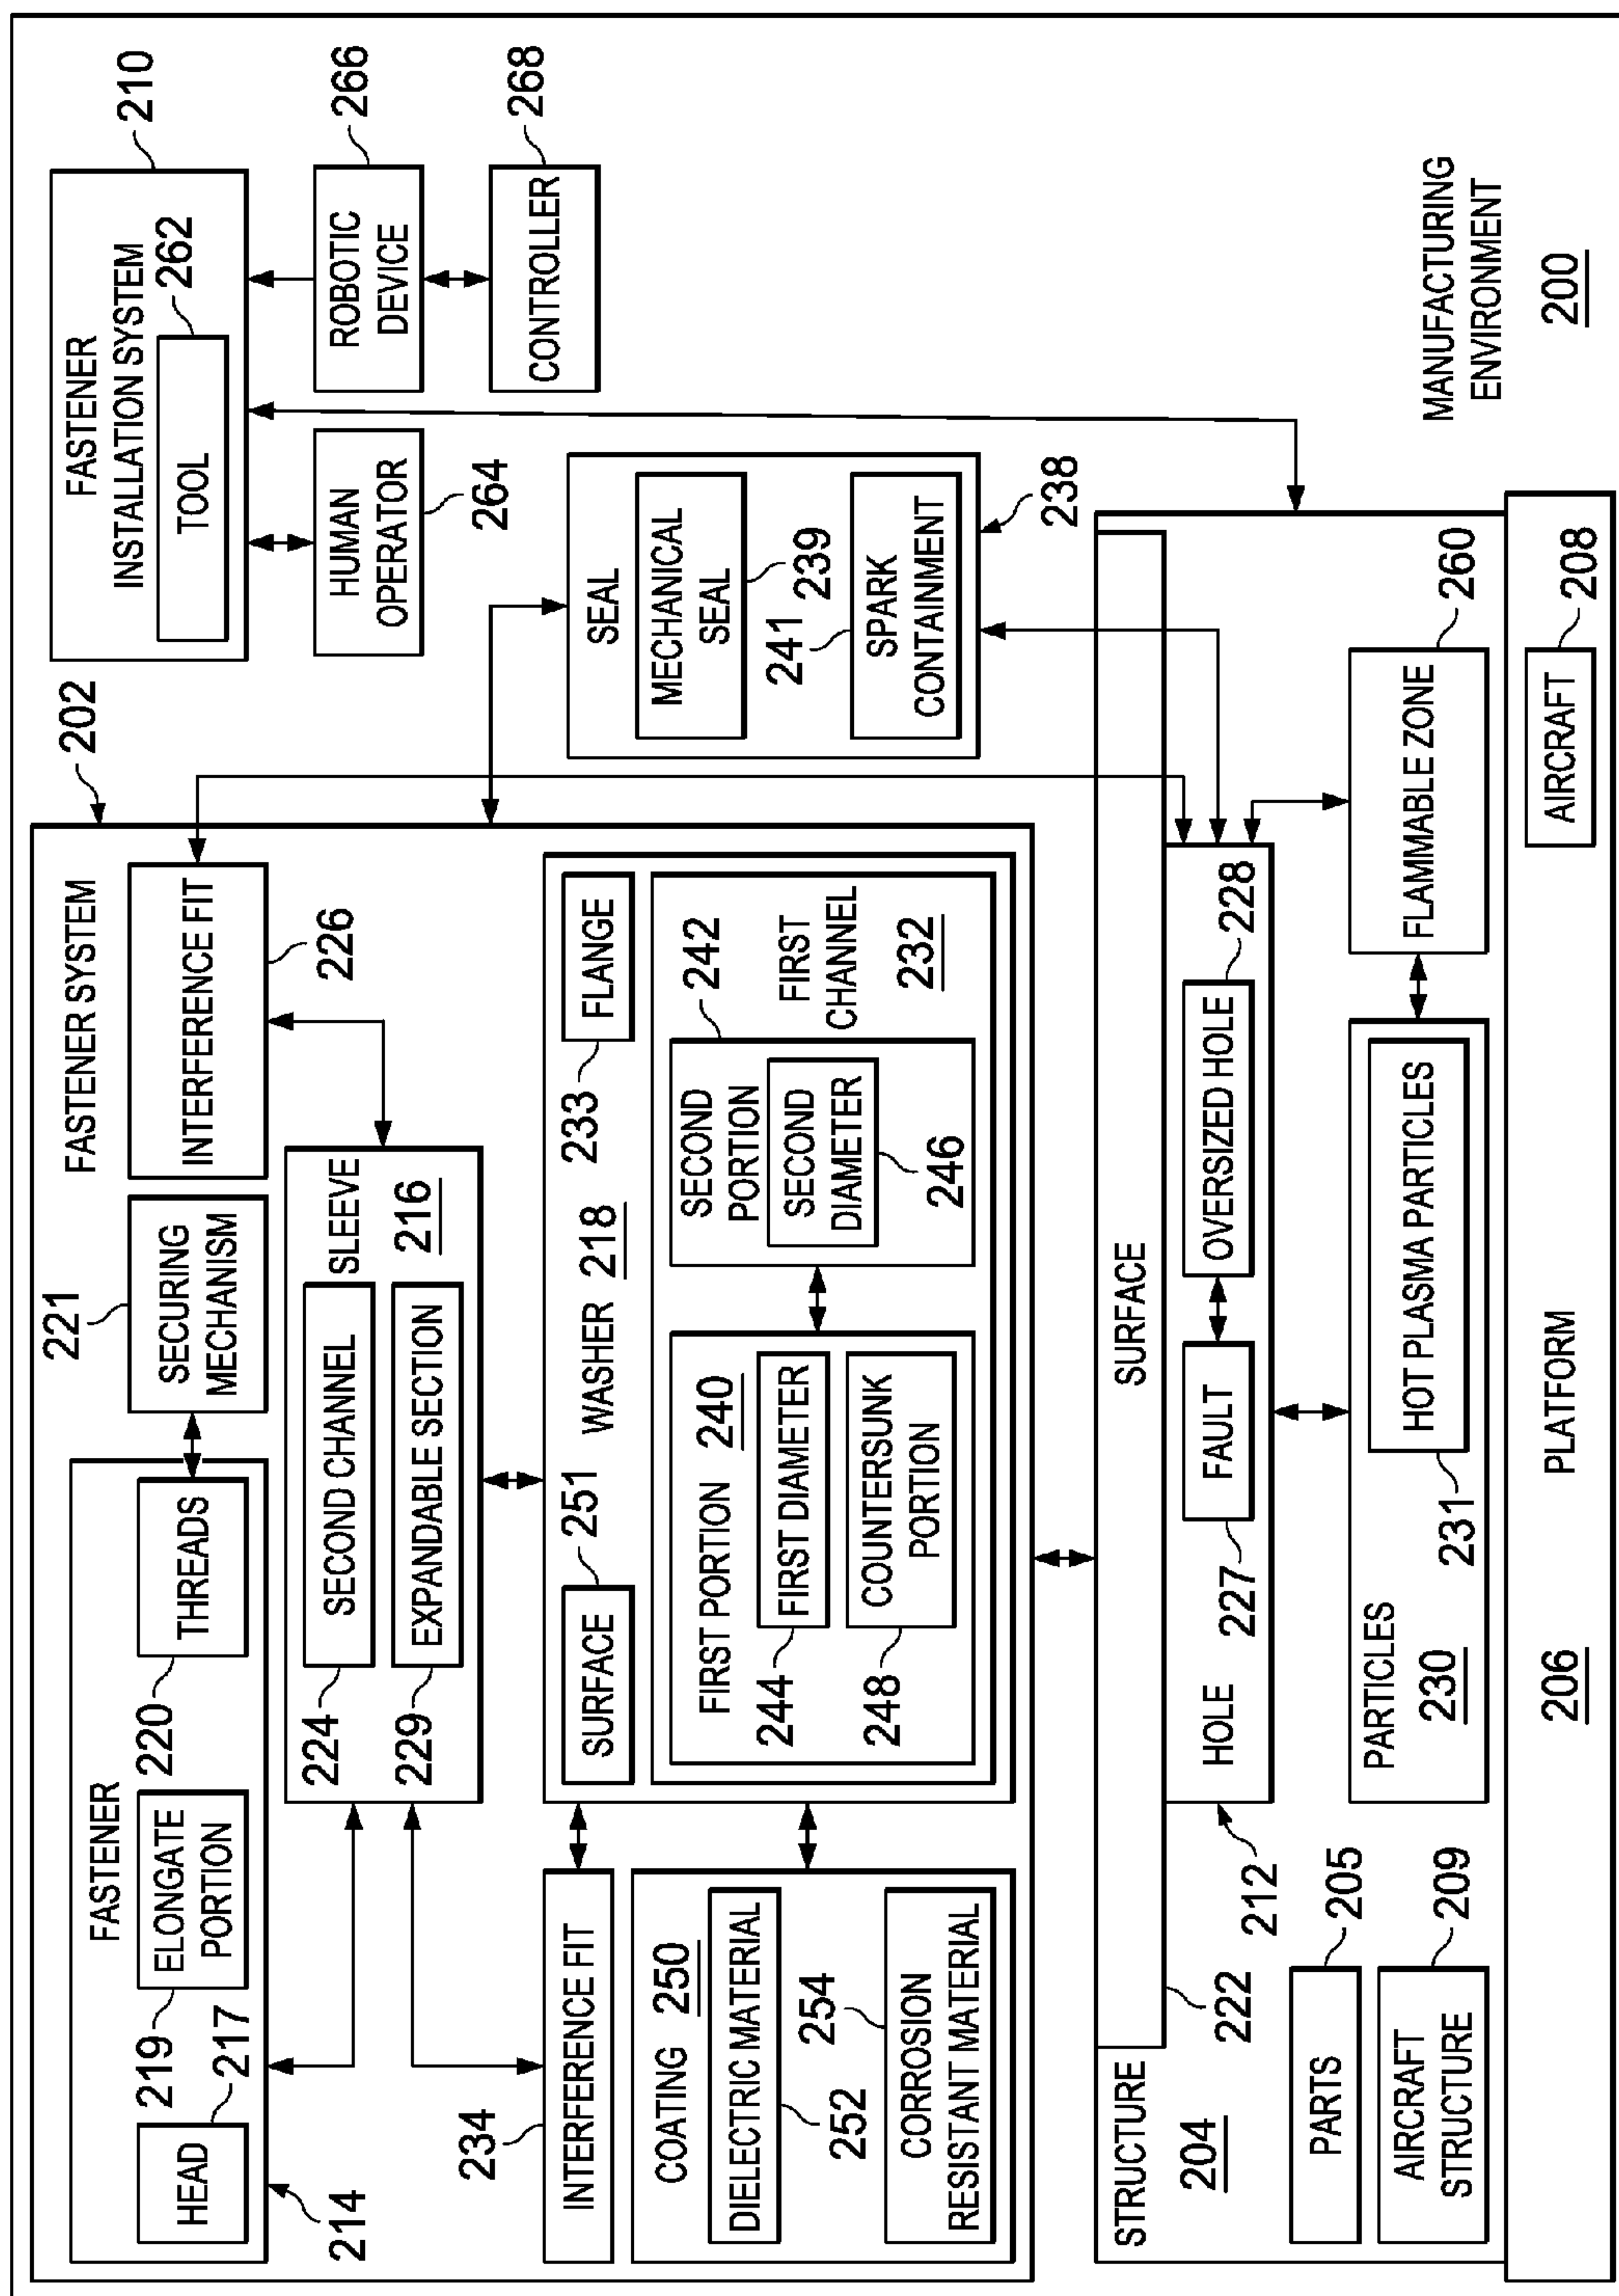 FASTENER SYSTEM
202
FASTENER
HEAD
217
214
ELONGATE
PORTION
219
THREADS
220
SECURING
MECHANISM
221
INTERFERENCE FIT
226
SLEEVE
216
SECOND CHANNEL
224
EXPANDABLE SECTION
229
INTERFERENCE FIT
234
COATING
250
DIELECTRIC MATERIAL
252
CORROSION
RESISTANT MATERIAL
254
WASHER
218
SURFACE
251
FLANGE
233
FIRST
CHANNEL
232
FIRST PORTION
240
FIRST DIAMETER
244
COUNTERSUNK
PORTION
248
SECOND
PORTION
242
SECOND
DIAMETER
246
FASTENER
INSTALLATION SYSTEM
210
TOOL
262
HUMAN
OPERATOR
264
ROBOTIC
DEVICE
266
CONTROLLER
268
SEAL
238
MECHANICAL
SEAL
239
SPARK
CONTAINMENT
241
STRUCTURE
204
SURFACE
222
HOLE
212
FAULT
227
OVERSIZED HOLE
228
PARTS
205
AIRCRAFT
STRUCTURE
209
PARTICLES
230
HOT PLASMA PARTICLES
231
FLAMMABLE ZONE
260
PLATFORM
206
AIRCRAFT
208
MANUFACTURING
ENVIRONMENT
200